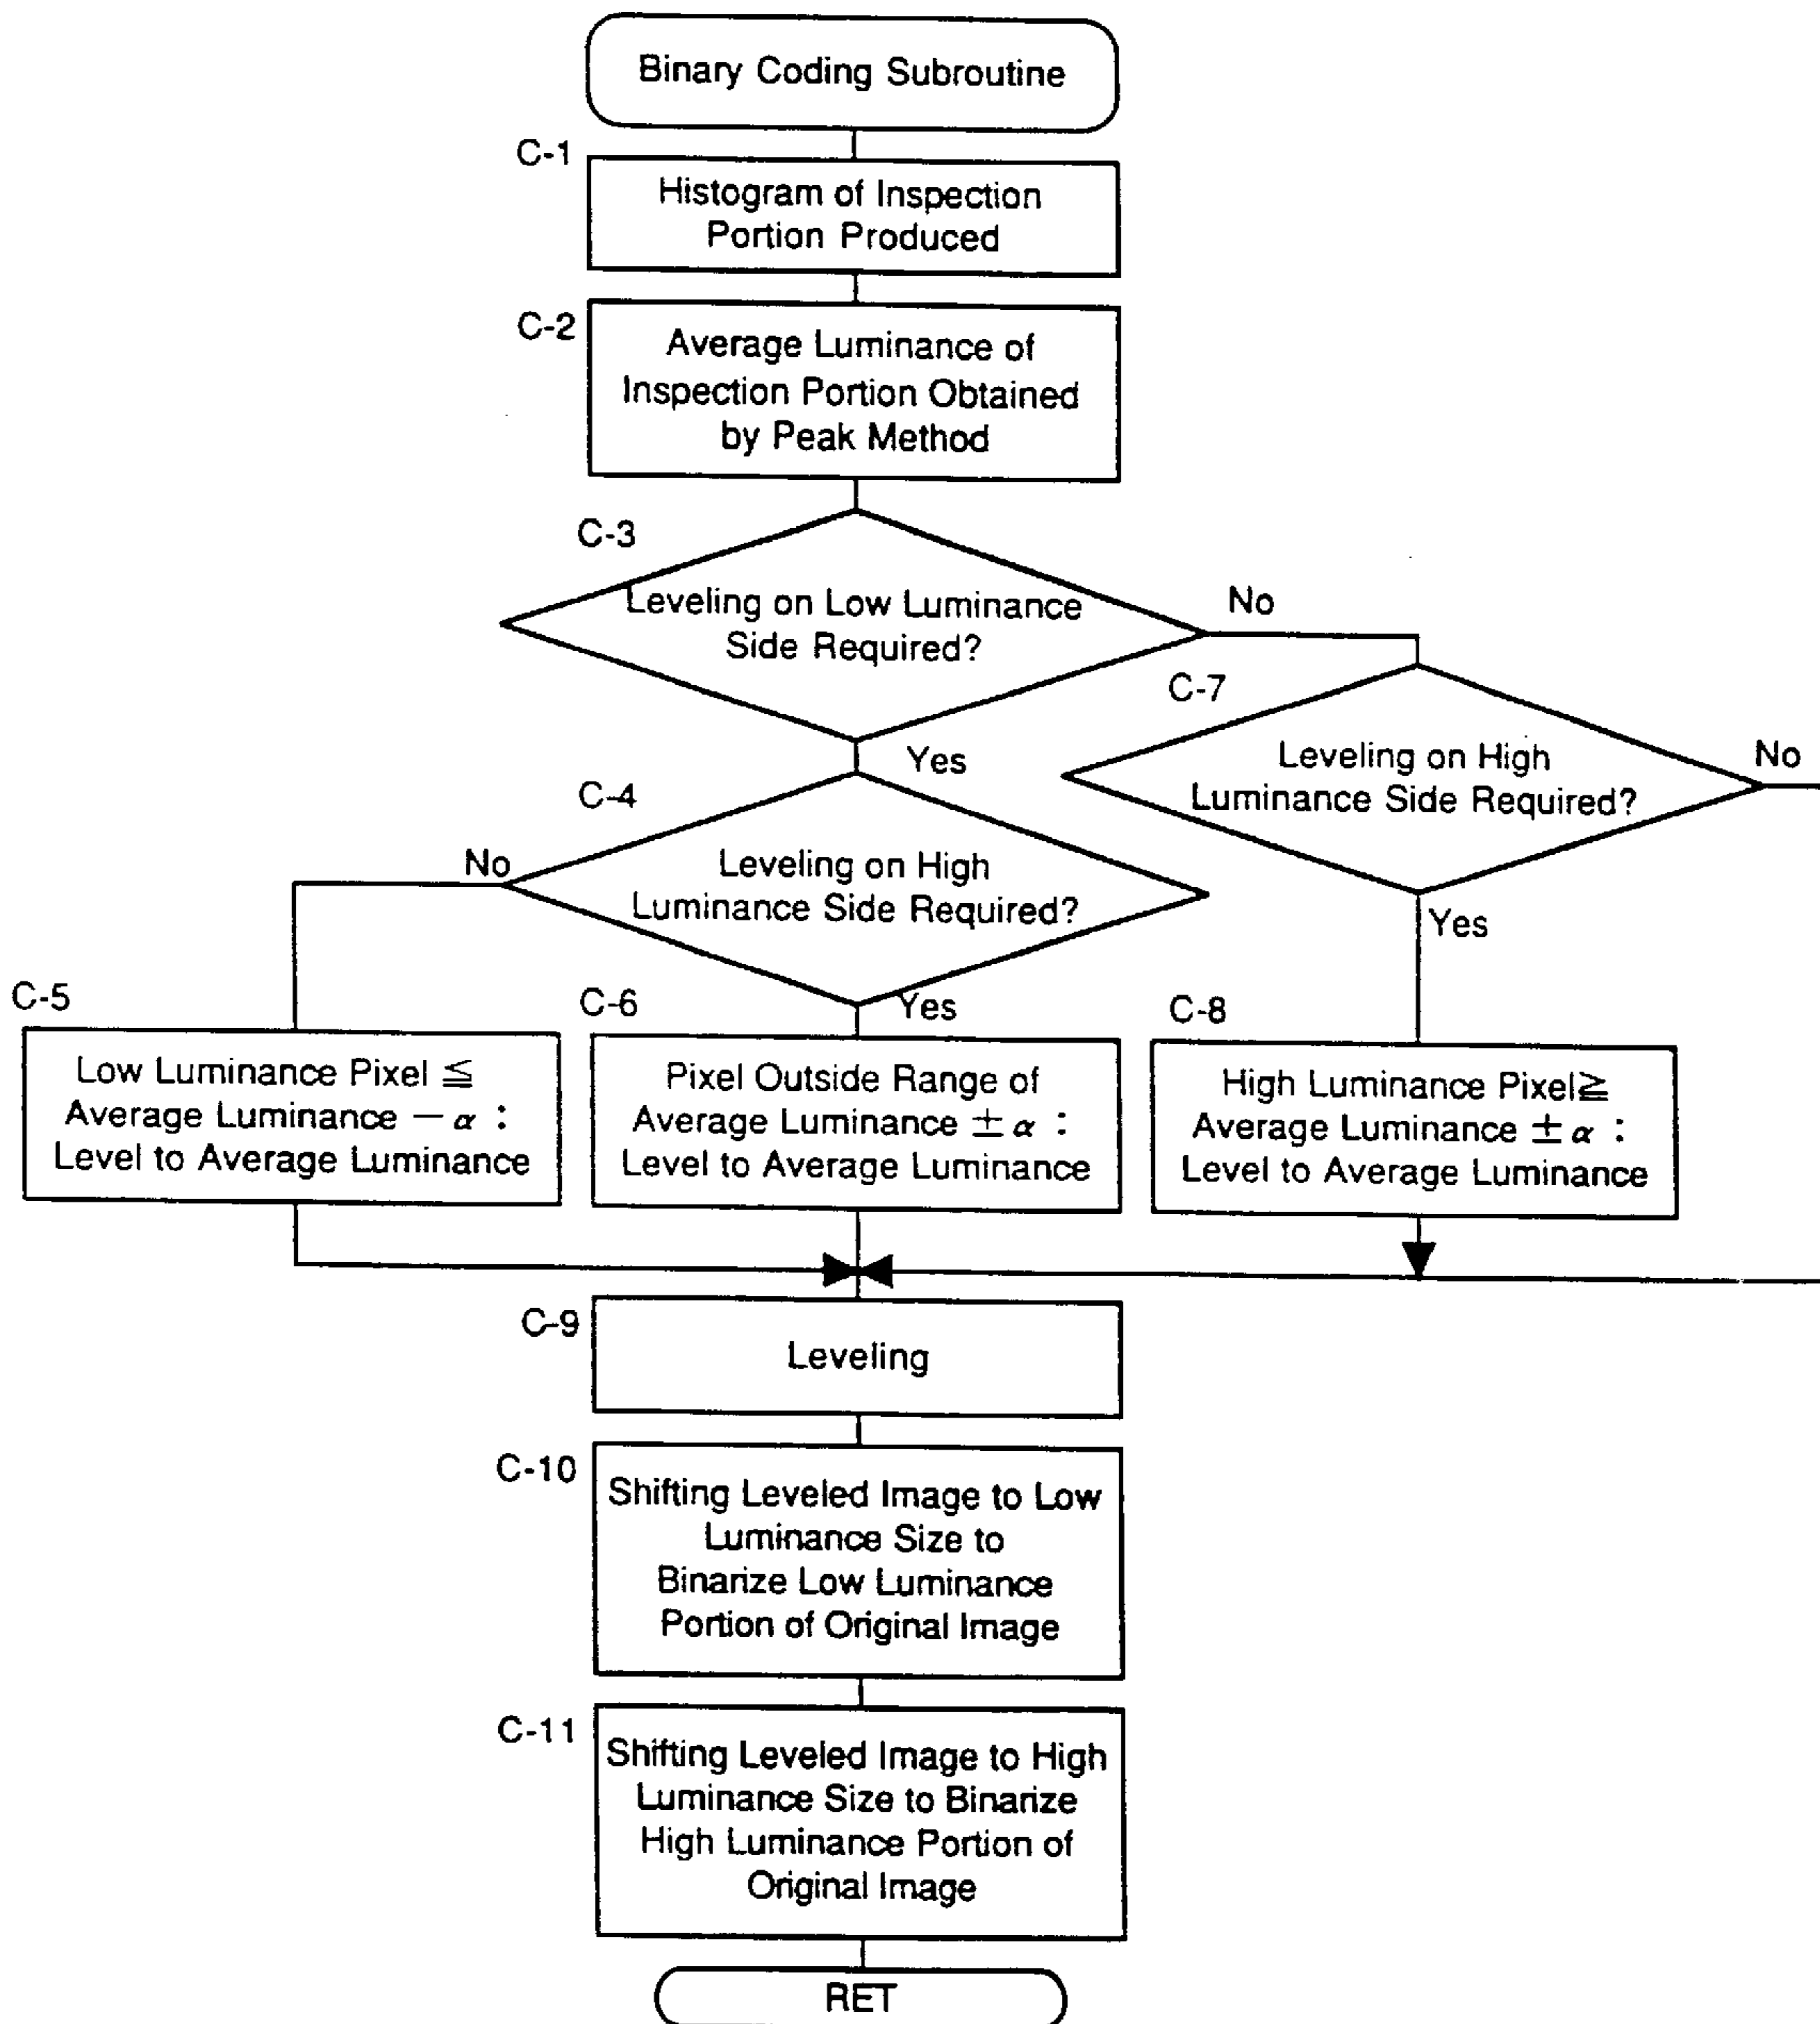 Binary Coding Subroutine
C-1
Histogram of Inspection
Portion Produced
C-2
Average Luminance of
Inspection Portion Obtained
by Peak Method
C-3
Leveling on Low Luminance
Side Required?
No
Yes
C-7
Leveling on High
Luminance Side Required?
No
Yes
C-4
Leveling on High
Luminance Side Required?
No
Yes
C-5
Low Luminance Pixel ≦
Average Luminance − α :
Level to Average Luminance
C-6
Pixel Outside Range of
Average Luminance ± α :
Level to Average Luminance
C-8
High Luminance Pixel≧
Average Luminance ± α :
Level to Average Luminance
C-9
Leveling
C-10
Shifting Leveled Image to Low
Luminance Size to
Binarize Low Luminance
Portion of Original Image
C-11
Shifting Leveled Image to High
Luminance Size to Binarize
High Luminance Portion of
Original Image
RET